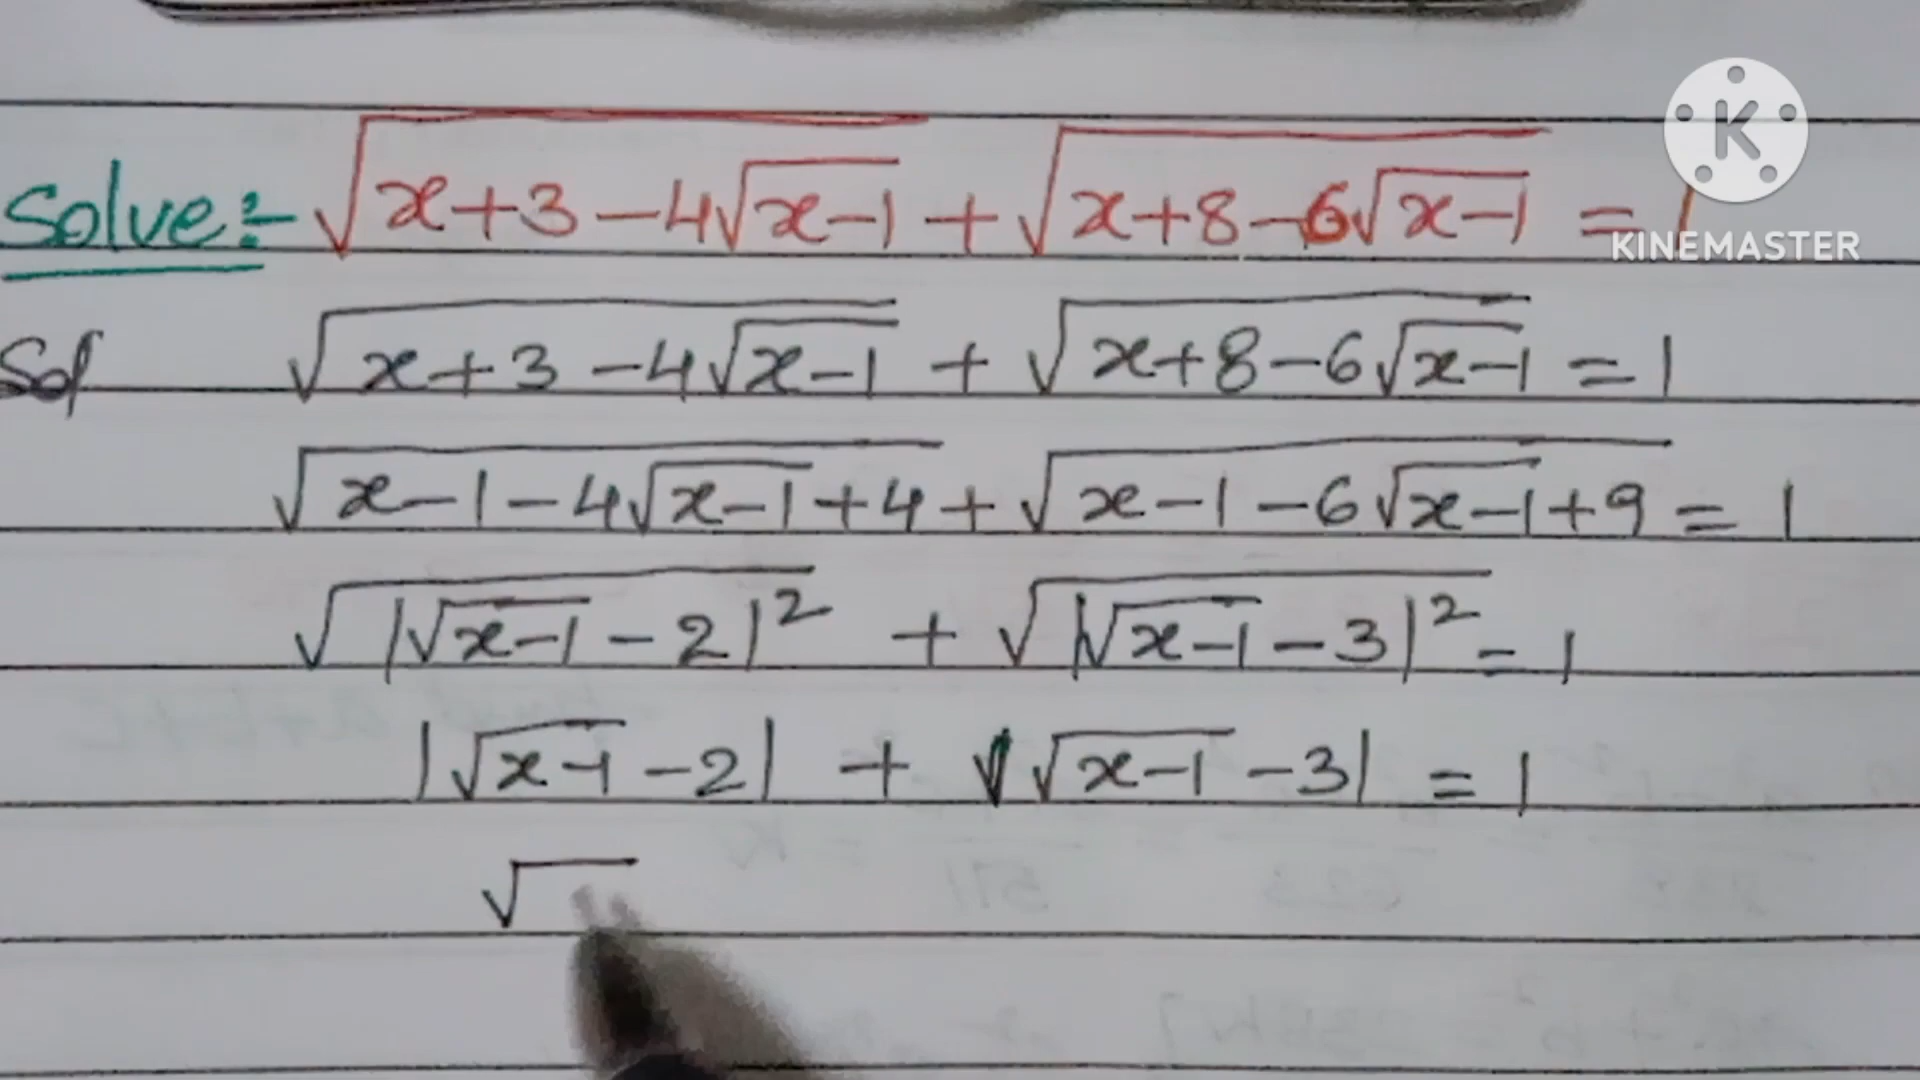 Solve:- √(x+3-4√(x-1)) + √(x+8-6√(x-1)) = 1
KINEMASTER
Sol √(x+3-4√(x-1)) + √(x+8-6√(x-1)) = 1
√(x-1-4√(x-1)+4) + √(x-1-6√(x-1)+9) = 1
√(|√(x-1)-2|²) + √(|√(x-1)-3|²) = 1
|√(x-1)-2| + |√(x-1)-3| = 1
√